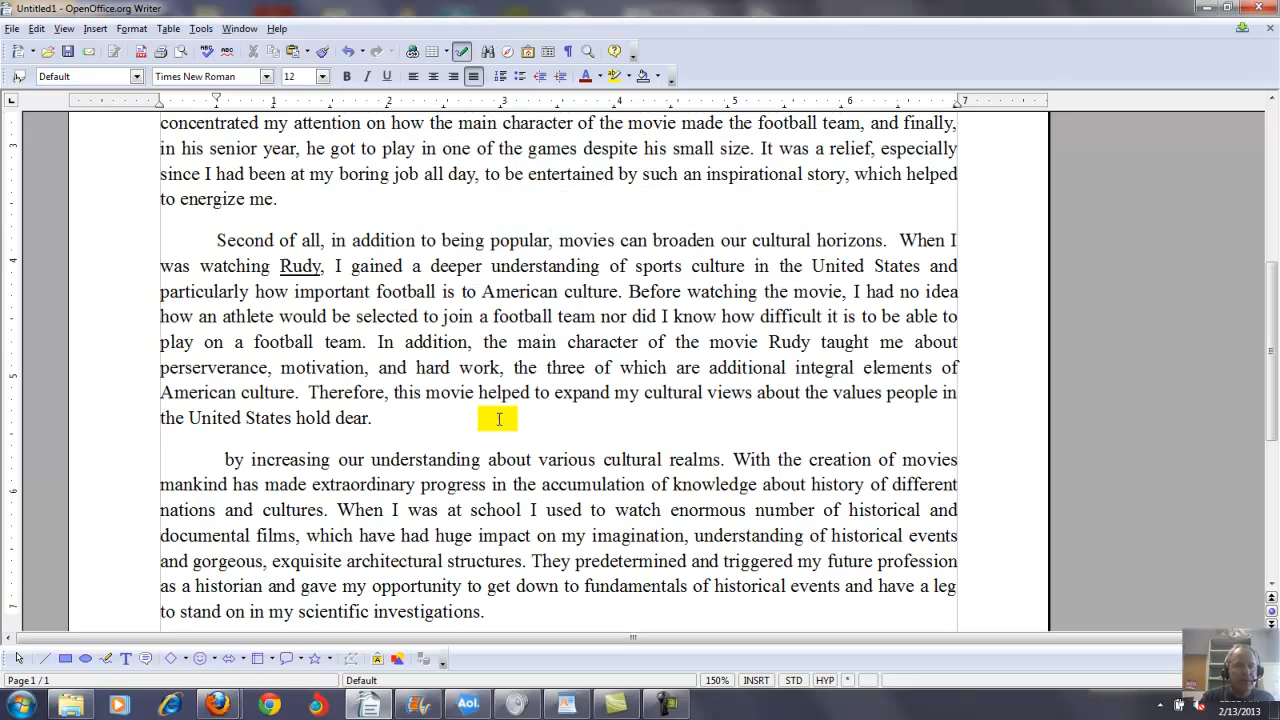 Untitled1 - OpenOffice.org Writer
File Edit View Insert Format Table Tools Window Help
Default Times New Roman 12
1 2 3 4 5 6 7
concentrated my attention on how the main character of the movie made the football team, and finally,
in his senior year, he got to play in one of the games despite his small size. It was a relief, especially
since I had been at my boring job all day, to be entertained by such an inspirational story, which helped
to energize me.
Second of all, in addition to being popular, movies can broaden our cultural horizons. When I
was watching Rudy, I gained a deeper understanding of sports culture in the United States and
particularly how important football is to American culture. Before watching the movie, I had no idea
how an athlete would be selected to join a football team nor did I know how difficult it is to be able to
play on a football team. In addition, the main character of the movie Rudy taught me about
perserverance, motivation, and hard work, the three of which are additional integral elements of
American culture. Therefore, this movie helped to expand my cultural views about the values people in
the United States hold dear.
by increasing our understanding about various cultural realms. With the creation of movies
mankind has made extraordinary progress in the accumulation of knowledge about history of different
nations and cultures. When I was at school I used to watch enormous number of historical and
documental films, which have had huge impact on my imagination, understanding of historical events
and gorgeous, exquisite architectural structures. They predetermined and triggered my future profession
as a historian and gave my opportunity to get down to fundamentals of historical events and have a leg
to stand on in my scientific investigations.
Page 1 / 1 Default 150% INSRT STD HYP *
Aol.
2/13/2013